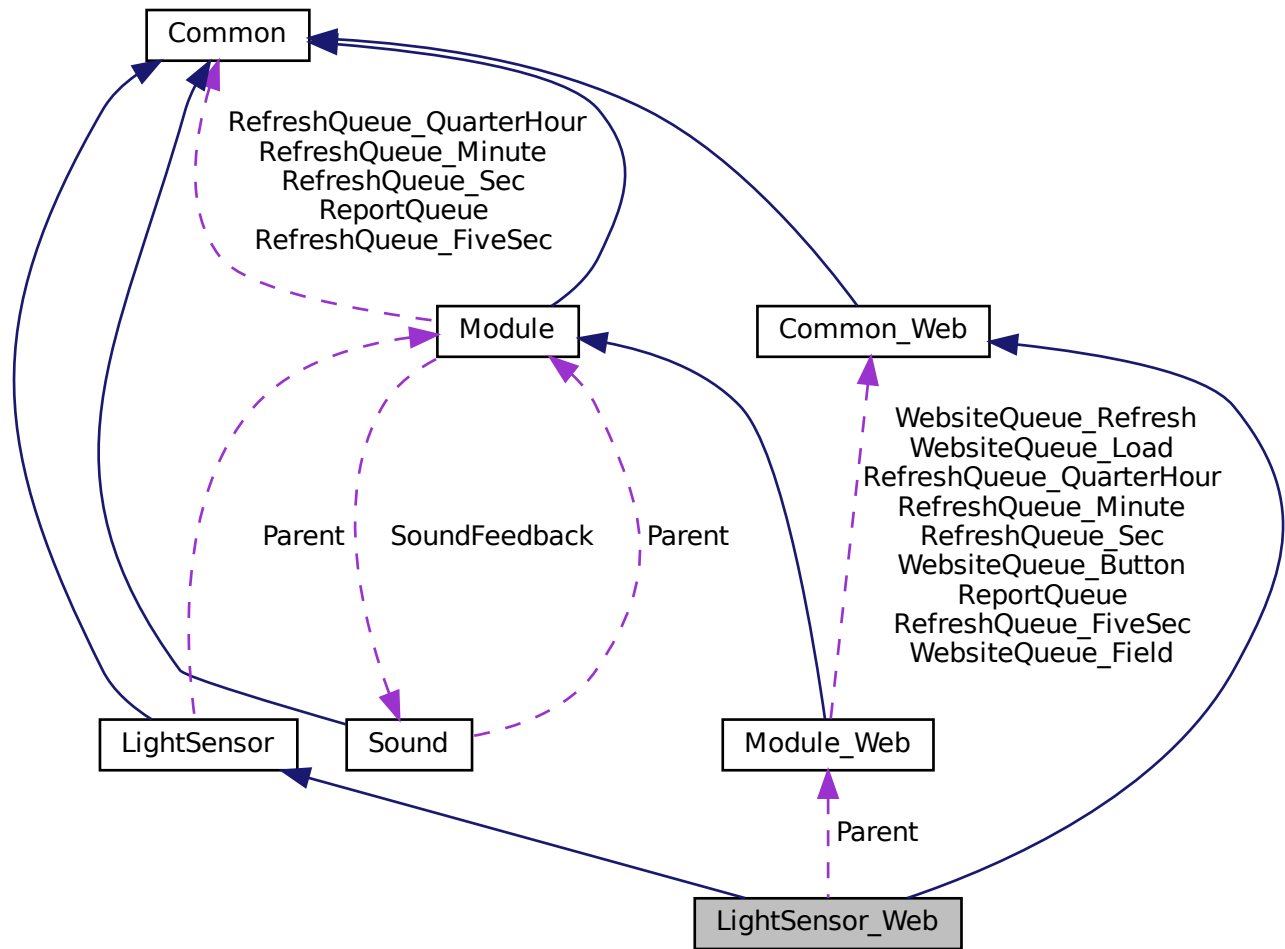 Common
RefreshQueue_QuarterHour
RefreshQueue_Minute
RefreshQueue_Sec
ReportQueue
RefreshQueue_FiveSec
Module
Common_Web
WebsiteQueue_Refresh
WebsiteQueue_Load
RefreshQueue_QuarterHour
RefreshQueue_Minute
RefreshQueue_Sec
WebsiteQueue_Button
ReportQueue
RefreshQueue_FiveSec
WebsiteQueue_Field
Parent
SoundFeedback
Parent
LightSensor
Sound
Module_Web
Parent
LightSensor_Web